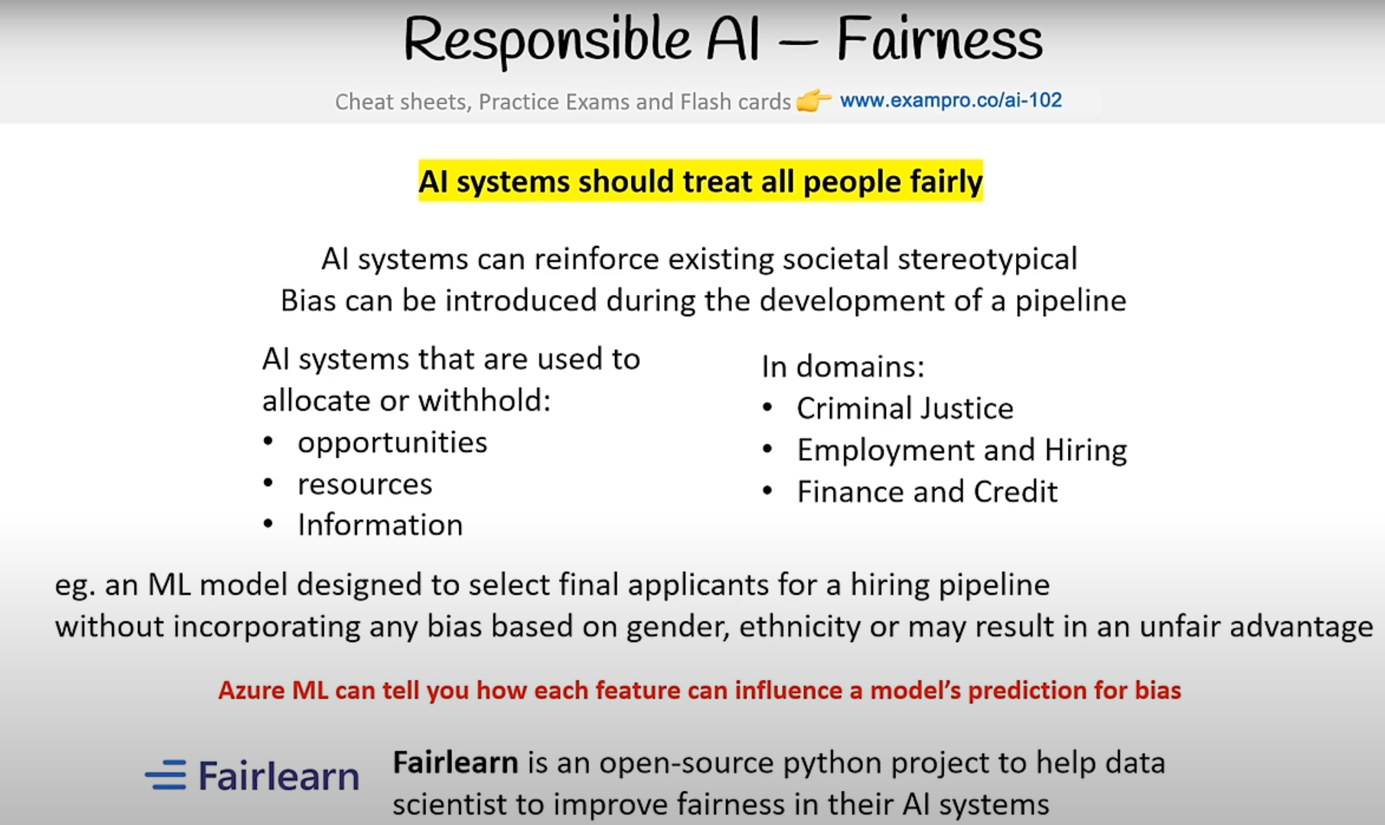 Responsible AI – Fairness
Cheat sheets, Practice Exams and Flash cards 👉 www.exampro.co/ai-102
AI systems should treat all people fairly
AI systems can reinforce existing societal stereotypical
Bias can be introduced during the development of a pipeline
AI systems that are used to
allocate or withhold:
• opportunities
• resources
• Information
In domains:
• Criminal Justice
• Employment and Hiring
• Finance and Credit
eg. an ML model designed to select final applicants for a hiring pipeline
without incorporating any bias based on gender, ethnicity or may result in an unfair advantage
Azure ML can tell you how each feature can influence a model’s prediction for bias
Fairlearn
Fairlearn is an open-source python project to help data
scientist to improve fairness in their AI systems